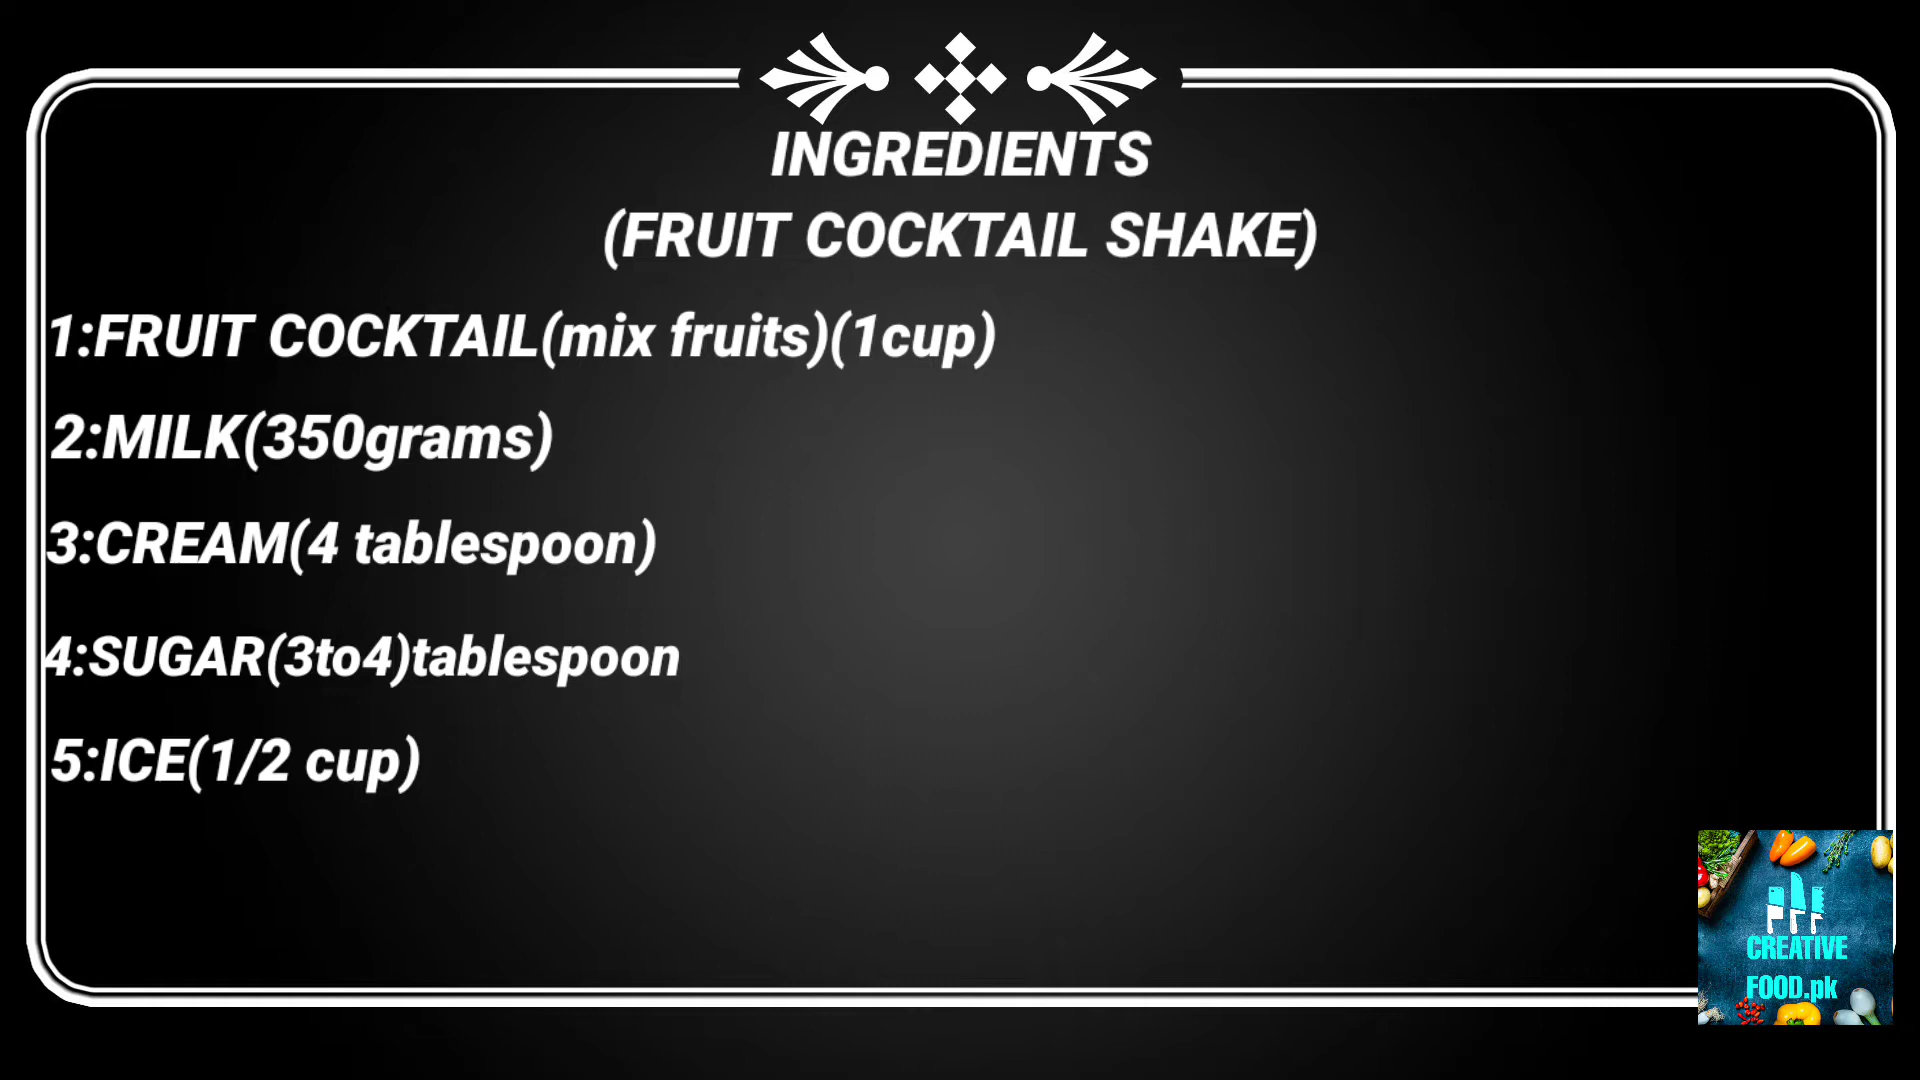 INGREDIENTS
(FRUIT COCKTAIL SHAKE)
1:FRUIT COCKTAIL(mix fruits)(1cup)
2:MILK(350grams)
3:CREAM(4 tablespoon)
4:SUGAR(3to4)tablespoon
5:ICE(1/2 cup)
CREATIVE
FOOD.pk